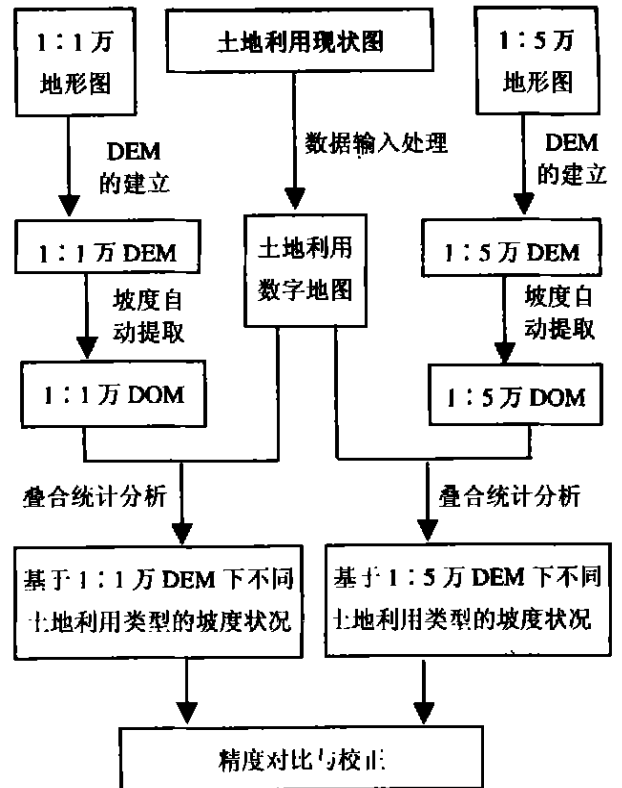 1∶1万
地形图
土地利用现状图
1∶5万
地形图
DEM
的建立
数据输入处理
DEM
的建立
1∶1万 DEM
土地利用
数字地图
1∶5万 DEM
坡度自
动提取
坡度自
动提取
1∶1万 DOM
1∶5万 DOM
叠合统计分析
叠合统计分析
基于 1∶1万 DEM 下不同
土地利用类型的坡度状况
基于 1∶5万 DEM 下不同
土地利用类型的坡度状况
精度对比与校正